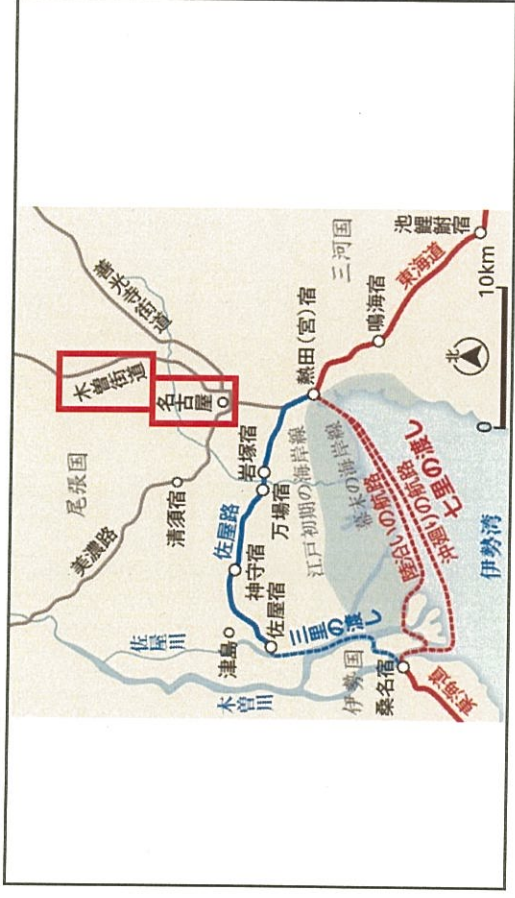 善光寺街道
木曽街道
名古屋
尾張国
清須宿
美濃路
岩塚宿
万場宿
佐屋路
神守宿
佐屋宿
津島
佐屋川
木曽川
三里の渡し
伊勢国
桑名宿
東海道
熱田(宮)宿
三河国
鳴海宿
東海道
池鯉鮒宿
江戸初期の海岸線
幕末の海岸線
陸沿いの航路
沖廻りの航路
七里の渡し
伊勢湾
北
0
10km